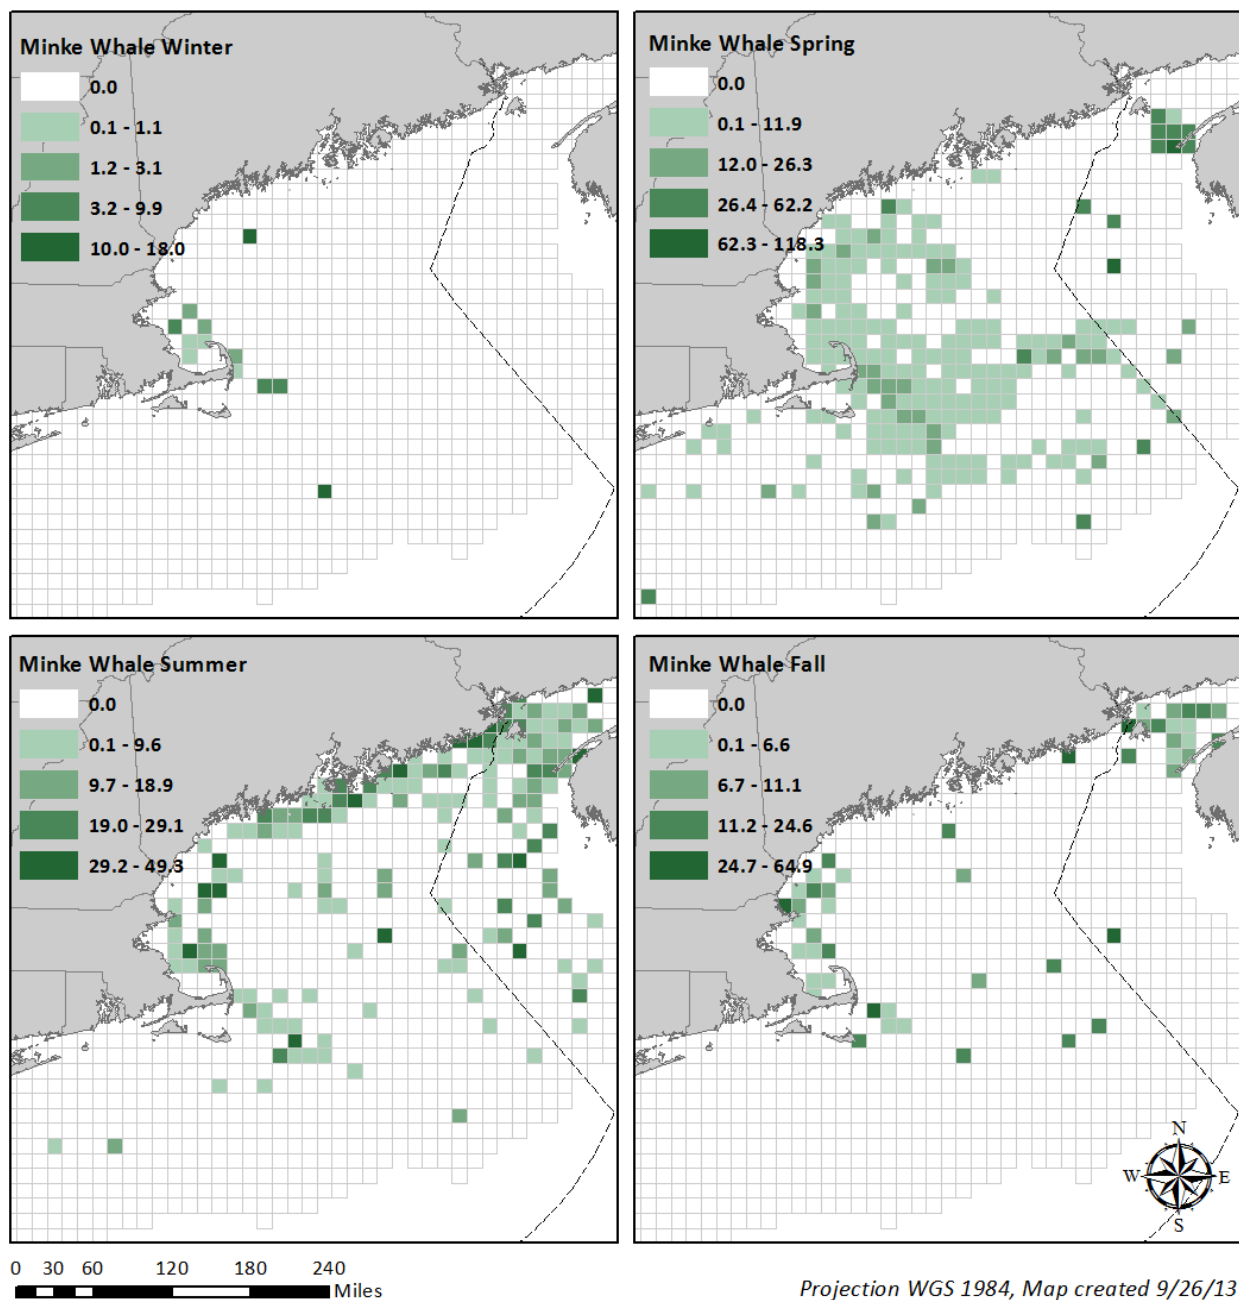 Minke Whale Winter
0.0
0.1 - 1.1
1.2 - 3.1
3.2 - 9.9
10.0 - 18.0
Minke Whale Spring
0.0
0.1 - 11.9
12.0 - 26.3
26.4 - 62.2
62.3 - 118.3
Minke Whale Summer
0.0
0.1 - 9.6
9.7 - 18.9
19.0 - 29.1
29.2 - 49.3
Minke Whale Fall
0.0
0.1 - 6.6
6.7 - 11.1
11.2 - 24.6
24.7 - 64.9
N
W E
S
0 30 60 120 180 240
Miles
Projection WGS 1984, Map created 9/26/13